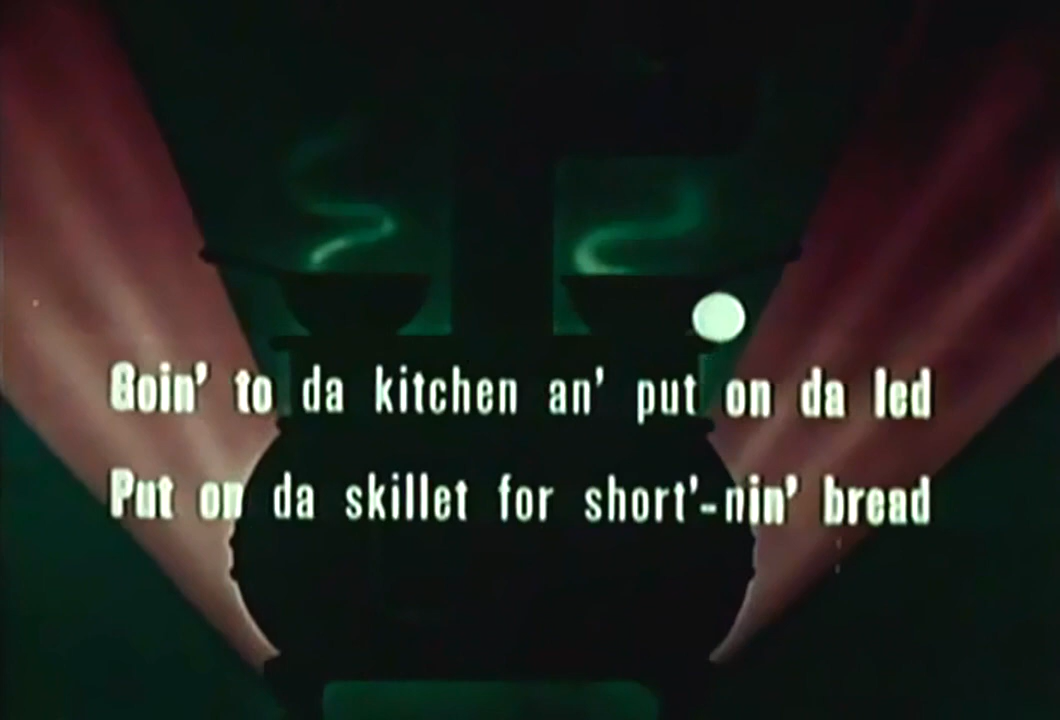 Goin' to da kitchen an' put on da led
Put on da skillet for short'-nin' bread